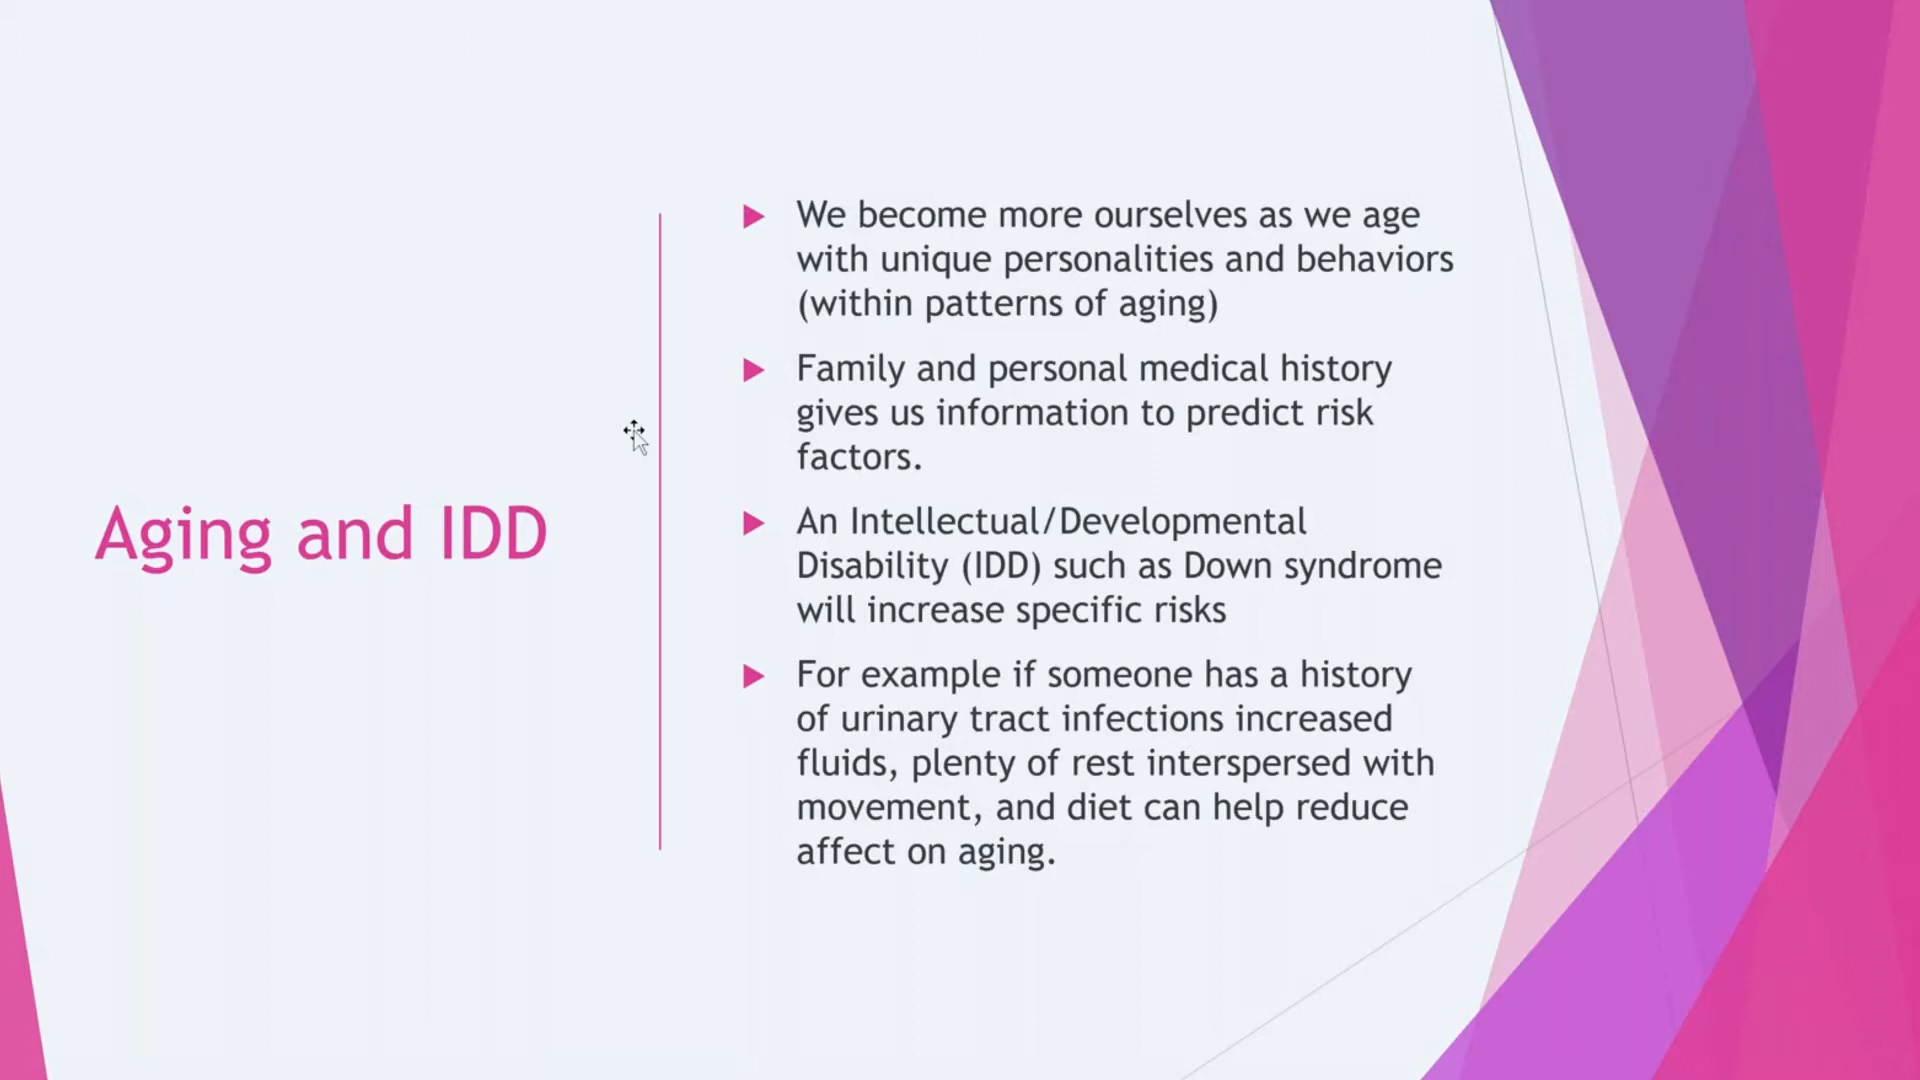 Aging and IDD
We become more ourselves as we age
with unique personalities and behaviors
(within patterns of aging)
Family and personal medical history
gives us information to predict risk
factors.
An Intellectual/Developmental
Disability (IDD) such as Down syndrome
will increase specific risks
For example if someone has a history
of urinary tract infections increased
fluids, plenty of rest interspersed with
movement, and diet can help reduce
affect on aging.